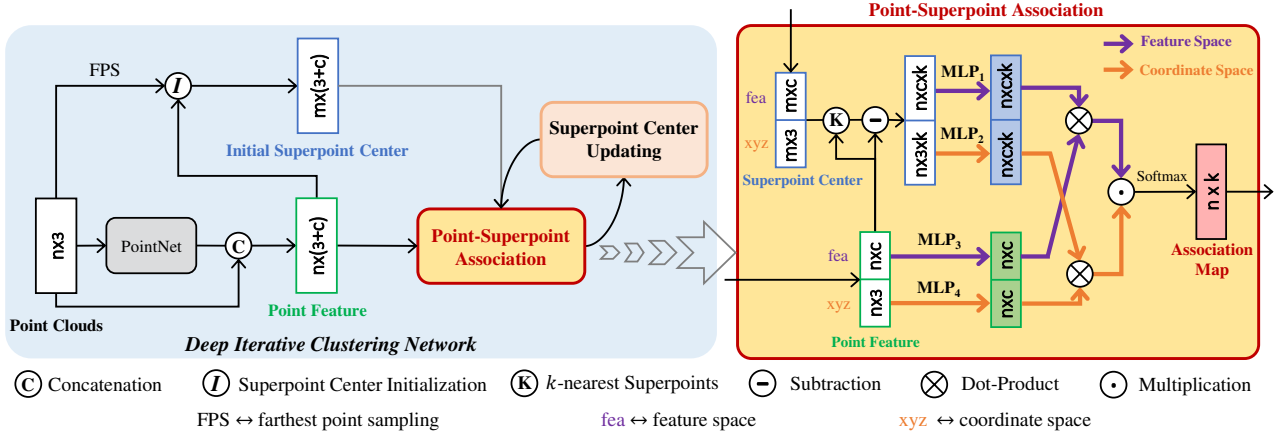 Point-Superpoint Association
FPS
I
mx(3+c)
Initial Superpoint Center
Superpoint Center
Updating
nx3
PointNet
C
nx(3+c)
Point-Superpoint
Association
Point Clouds
Point Feature
Deep Iterative Clustering Network
Feature Space
Coordinate Space
fea
mxc
xyz
mx3
Superpoint Center
K
nxcxk
nx3xk
MLP1
MLP2
nxcxk
nxcxk
Softmax
n x k
Association
Map
fea
nxc
xyz
nx3
Point Feature
MLP3
MLP4
nxc
nxc
C Concatenation
I Superpoint Center Initialization
K k-nearest Superpoints
Subtraction
Dot-Product
Multiplication
FPS ↔ farthest point sampling
fea ↔ feature space
xyz ↔ coordinate space